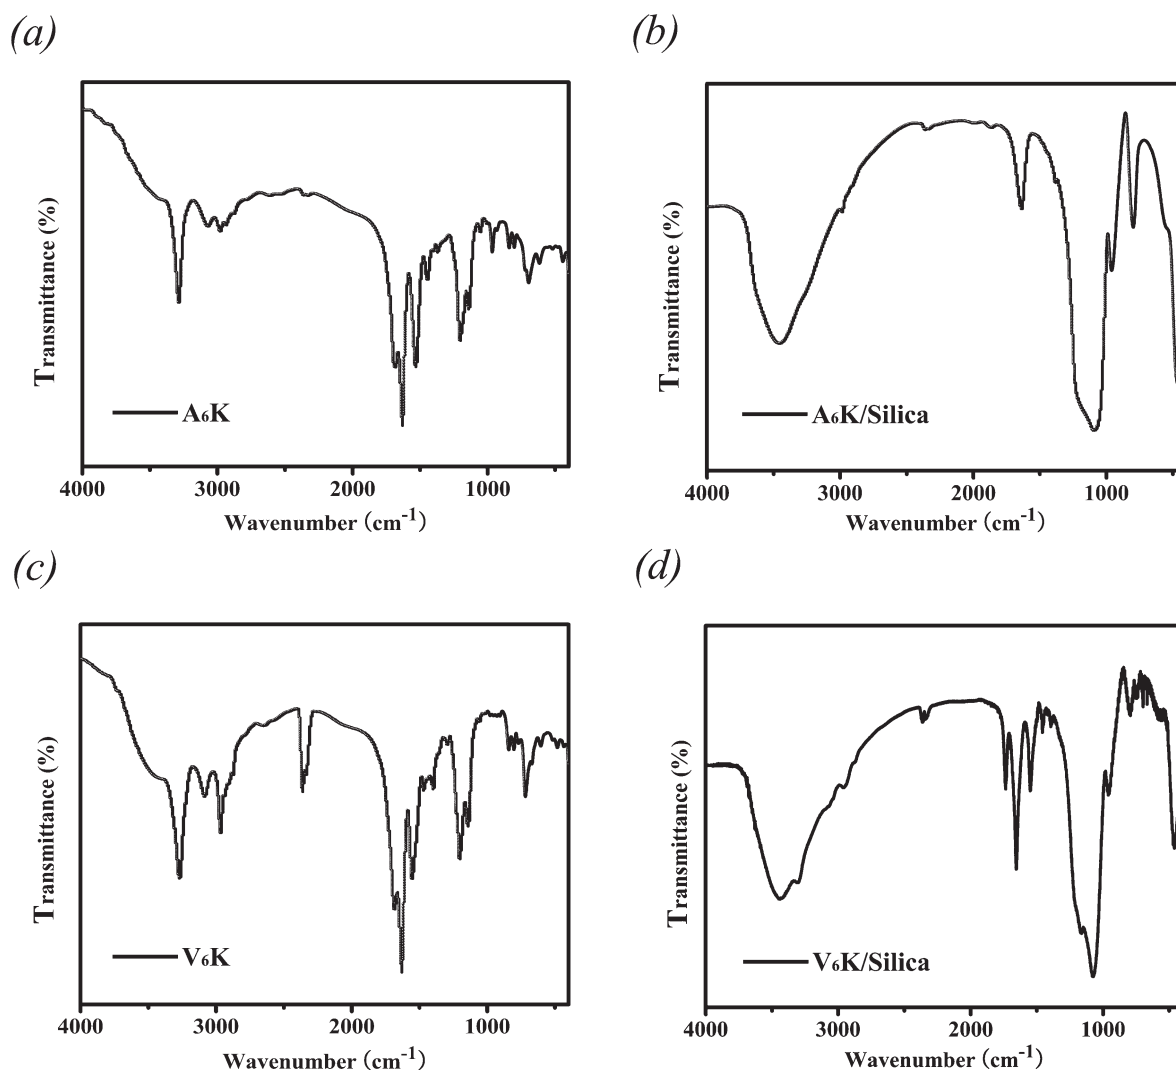 (a)
Transmittance (%)
A₆K
4000 3000 2000 1000
Wavenumber (cm⁻¹)
(b)
Transmittance (%)
A₆K/Silica
4000 3000 2000 1000
Wavenumber (cm⁻¹)
(c)
Transmittance (%)
V₆K
4000 3000 2000 1000
Wavenumber (cm⁻¹)
(d)
Transmittance (%)
V₆K/Silica
4000 3000 2000 1000
Wavenumber (cm⁻¹)